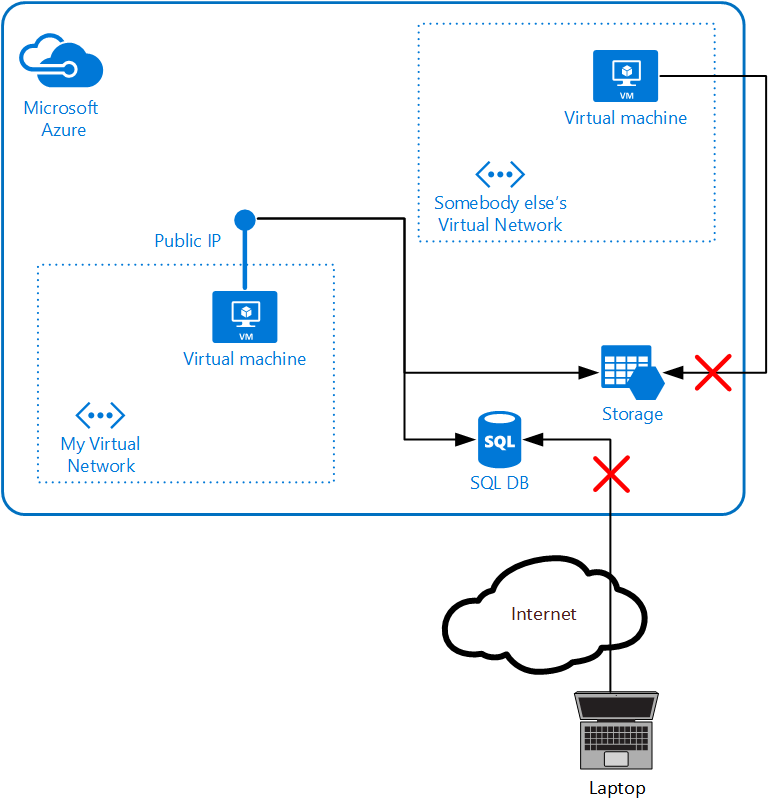 Microsoft
Azure
VM
Virtual machine
Somebody else's
Virtual Network
Public IP
VM
Virtual machine
My Virtual
Network
Storage
SQL
SQL DB
Internet
Laptop